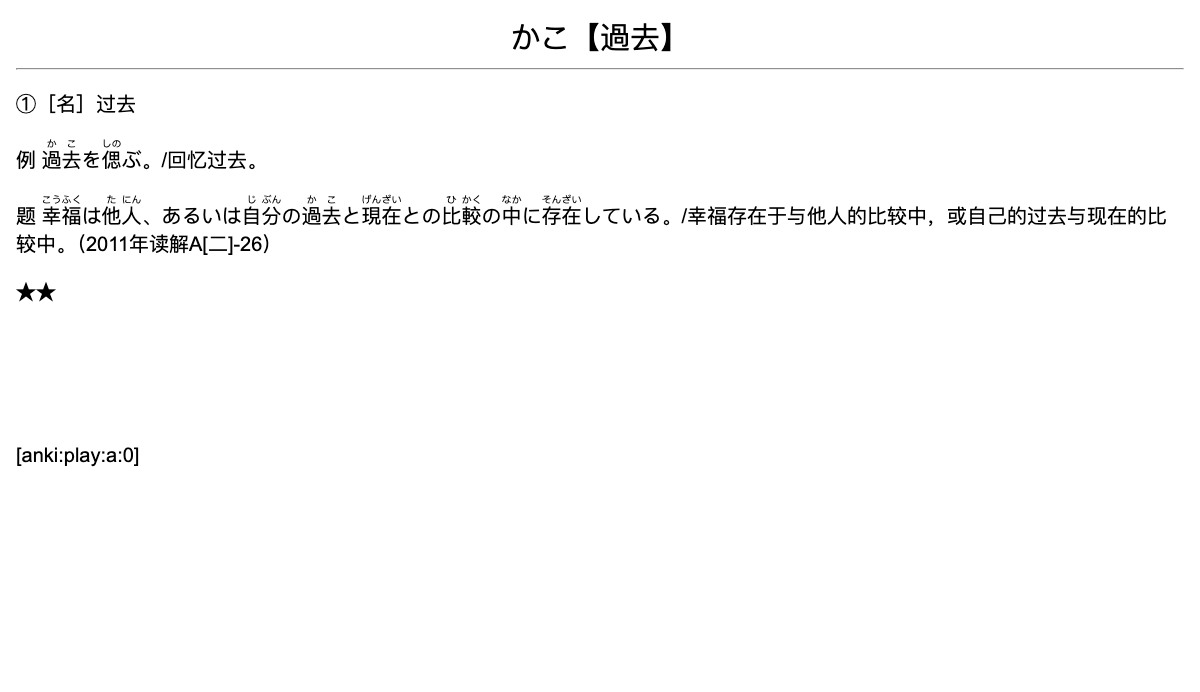 かこ【過去】
①［名］过去
かこ しの
例 過去を偲ぶ。/回忆过去。
こうふく たにん じぶん かこ げんざい ひかく なか そんざい
题 幸福は他人、あるいは自分の過去と現在との比較の中に存在している。/幸福存在于与他人的比较中，或自己的过去与现在的比
较中。（2011年读解A[二]-26）
★★
[anki:play:a:0]